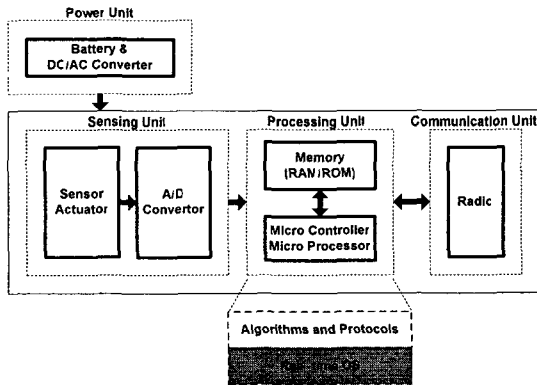 Power Unit
Battery &
DC/AC Converter
Sensing Unit
Processing Unit
Communication Unit
Sensor
Actuator
A/D
Convertor
Memory
(RAM/ROM)
Micro Controller
Micro Processor
Radio
Algorithms and Protocols